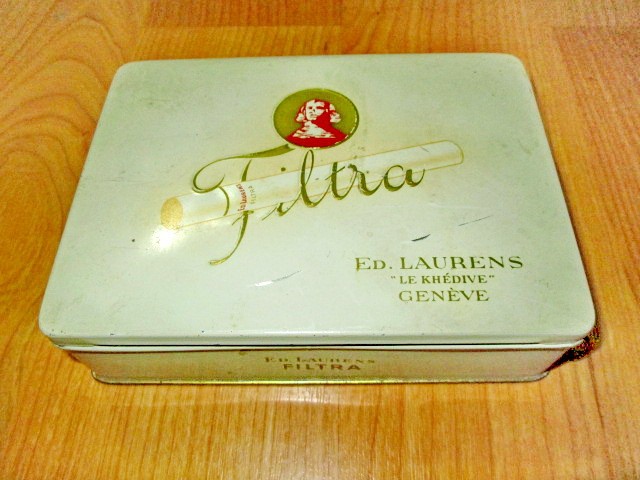 Filtra
ED. LAURENS
"LE KHÉDIVE"
GENÈVE
ED. LAURENS
FILTRA